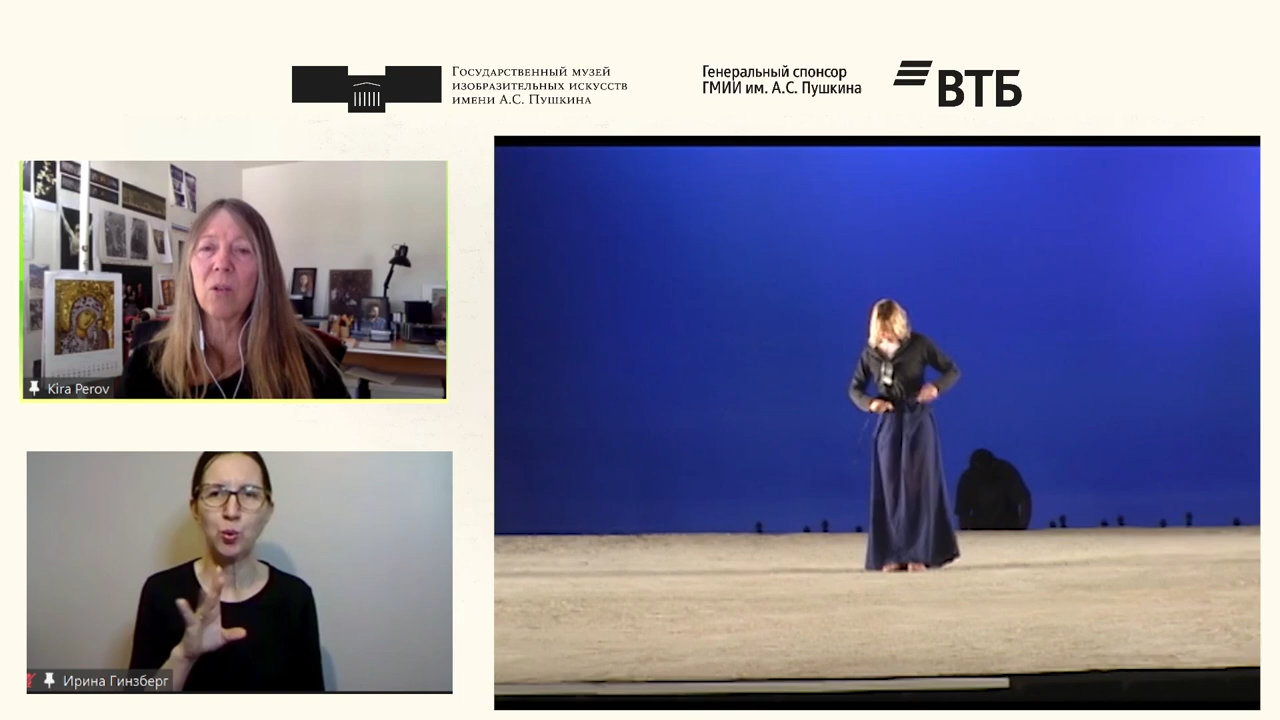 Государственный музей
изобразительных искусств
имени А.С. Пушкина
Генеральный спонсор
ГМИИ им. А.С. Пушкина
ВТБ
Kira Perov
Ирина Гинзберг